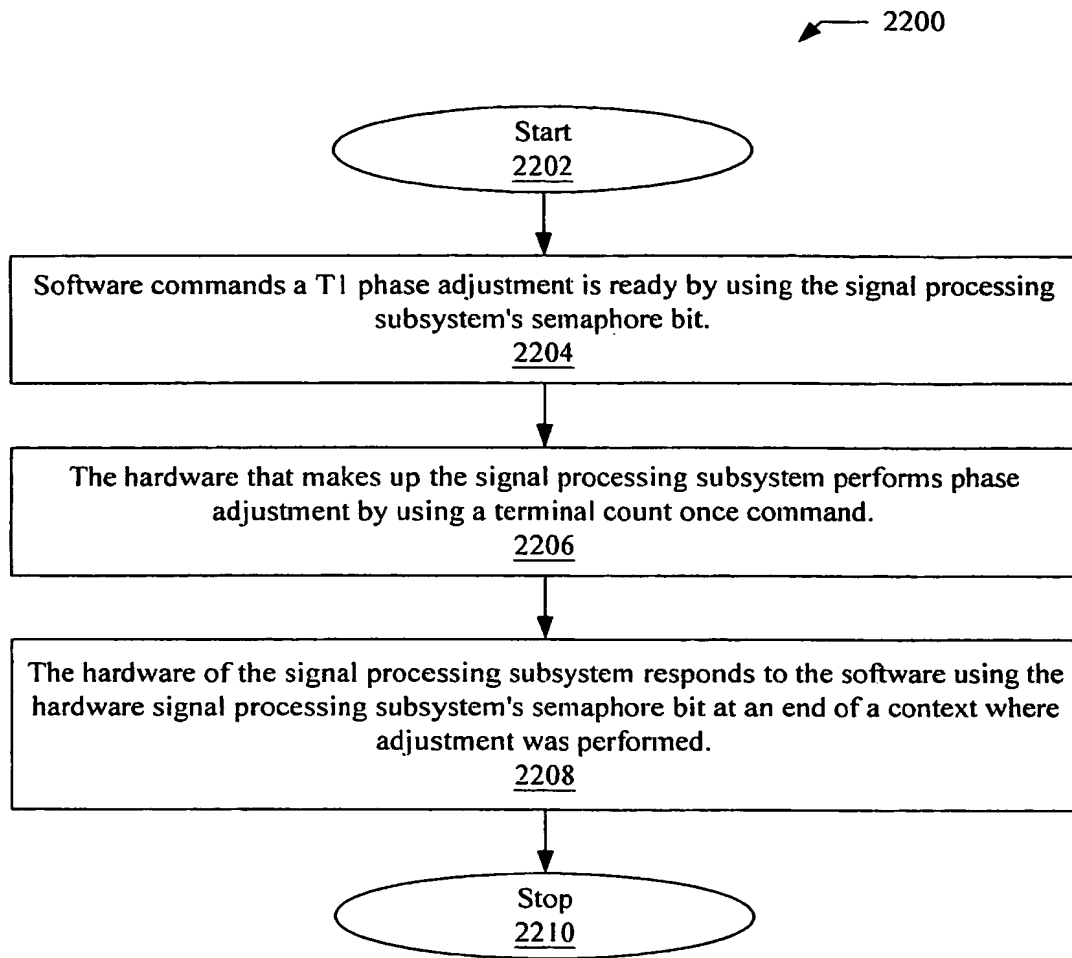 2200
Start
2202
Software commands a T1 phase adjustment is ready by using the signal processing
subsystem's semaphore bit.
2204
The hardware that makes up the signal processing subsystem performs phase
adjustment by using a terminal count once command.
2206
The hardware of the signal processing subsystem responds to the software using the
hardware signal processing subsystem's semaphore bit at an end of a context where
adjustment was performed.
2208
Stop
2210